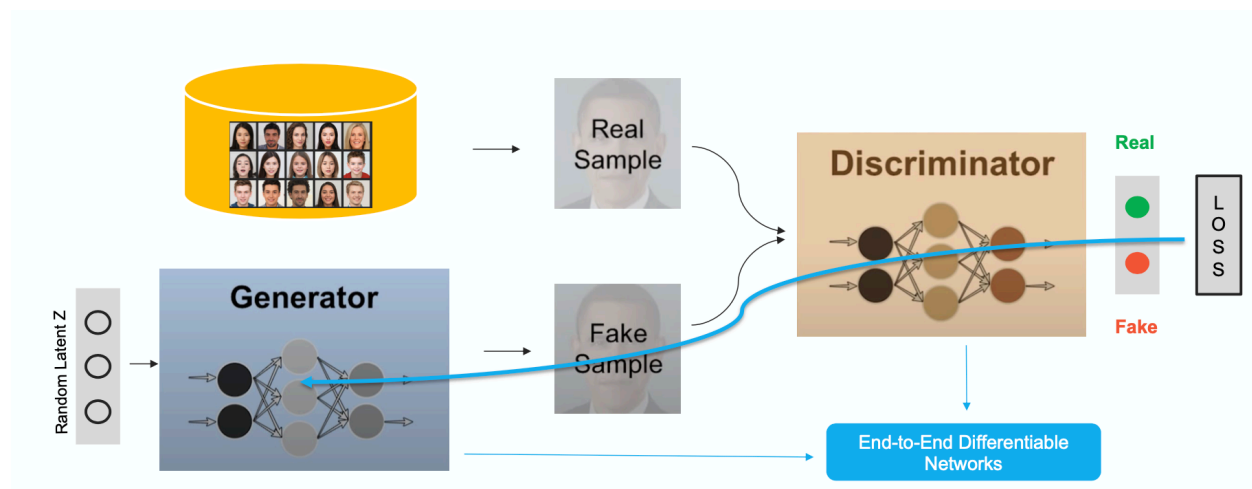 Real
Sample
Discriminator
Real
L
O
S
S
Generator
Random Latent Z
Fake
Sample
Fake
End-to-End Differentiable
Networks